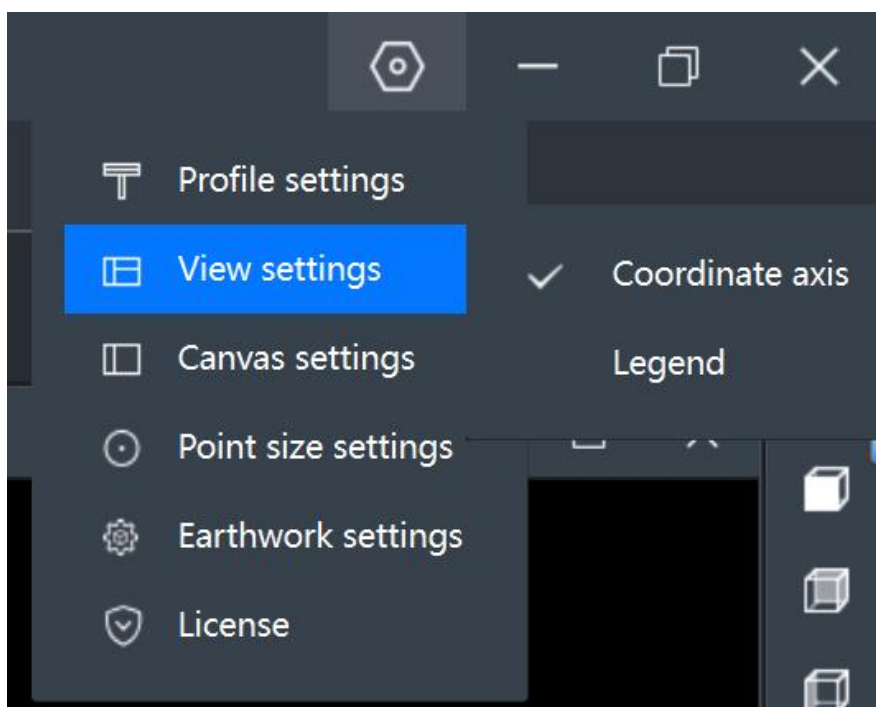 Profile settings
View settings
Coordinate axis
Canvas settings
Legend
Point size settings
Earthwork settings
License